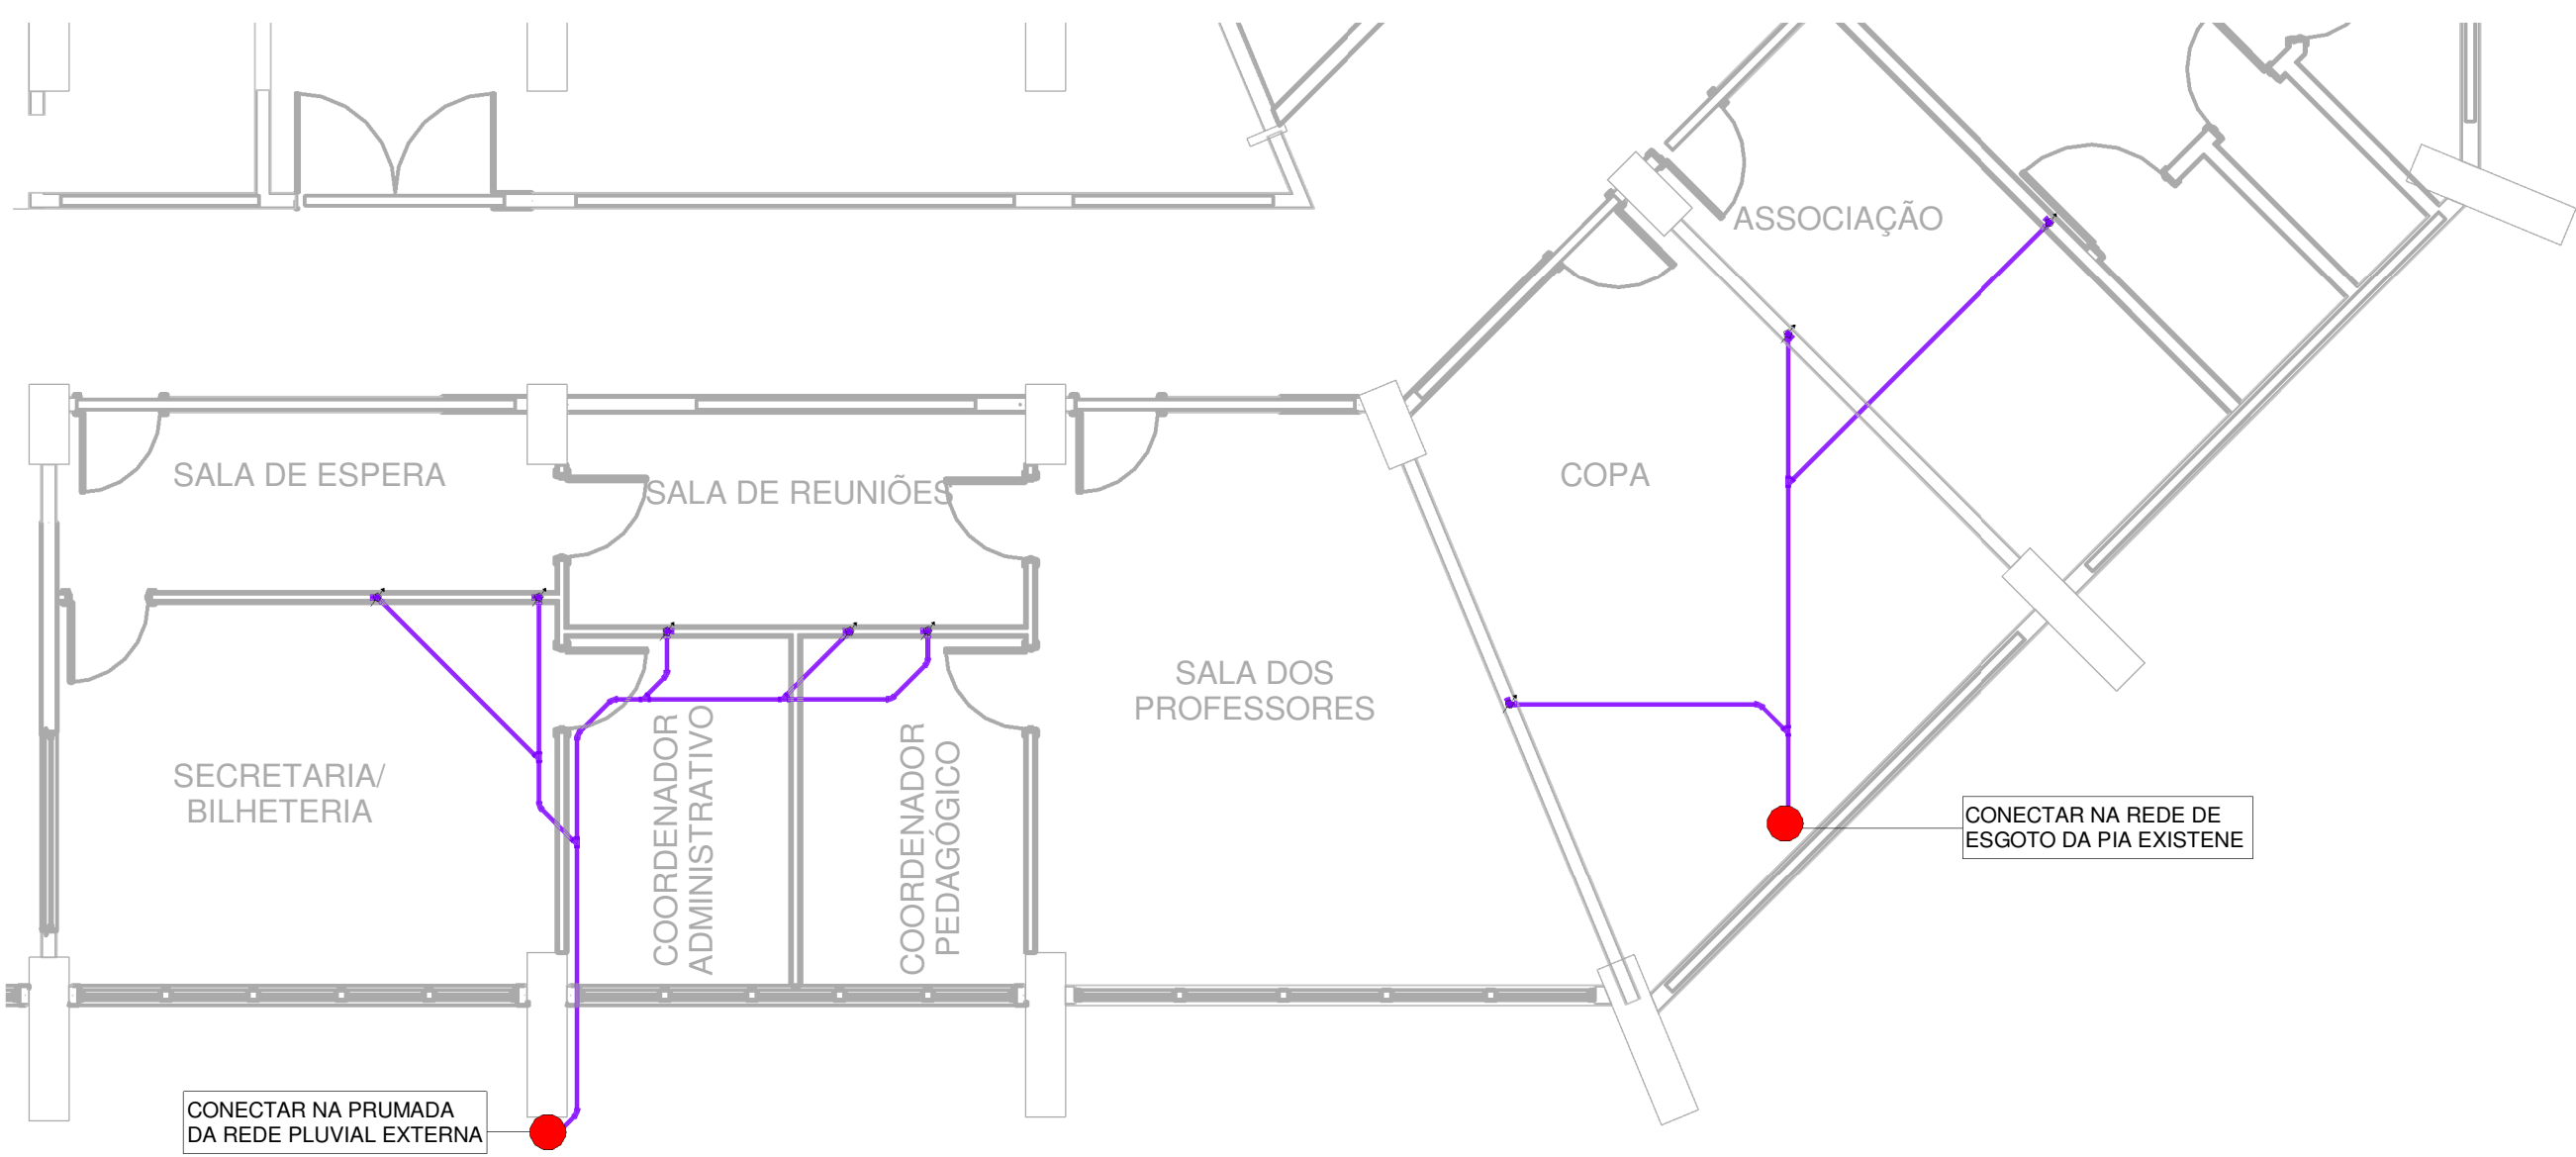 ASSOCIAÇÃO
SALA DE ESPERA
SALA DE REUNIÕES
COPA
SALA DOS
PROFESSORES
SECRETARIA/
BILHETERIA
COORDENADOR
ADMINISTRATIVO
COORDENADOR
PEDAGÓGICO
CONECTAR NA REDE DE
ESGOTO DA PIA EXISTENE
CONECTAR NA PRUMADA
DA REDE PLUVIAL EXTERNA